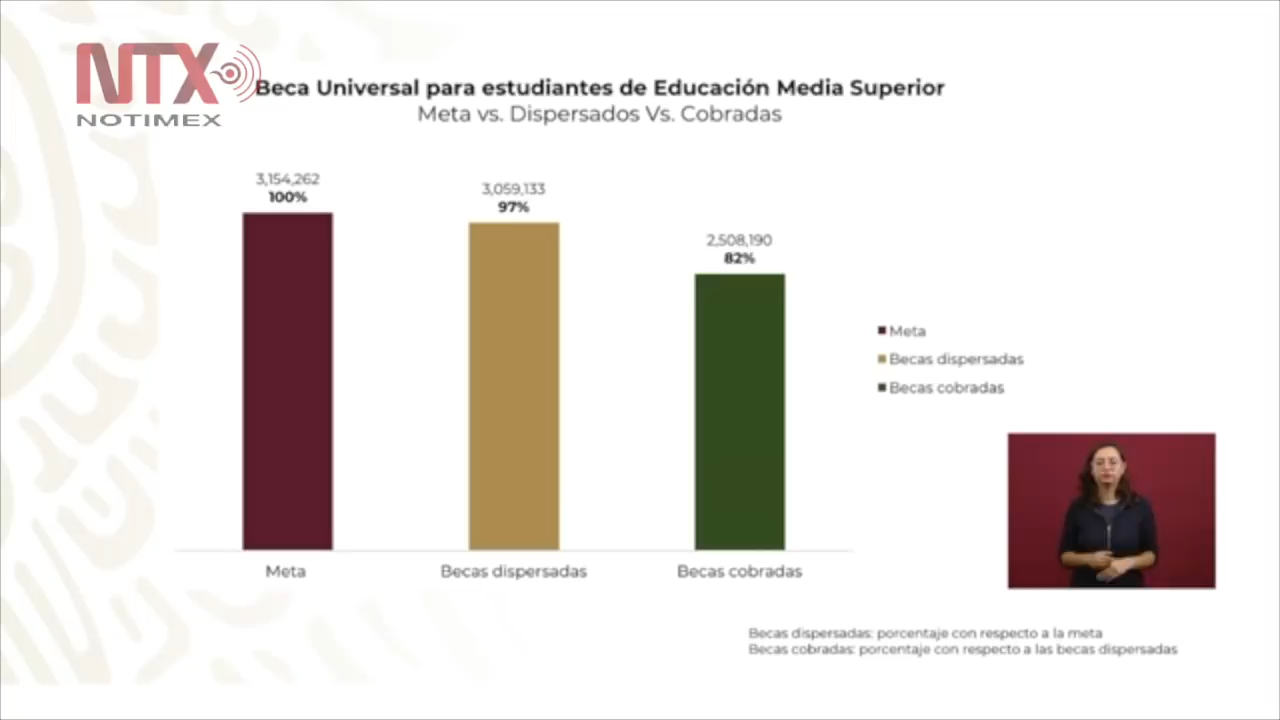 NTX
NOTIMEX
Beca Universal para estudiantes de Educación Media Superior
Meta vs. Dispersados Vs. Cobradas
3,154,262
100%
3,059,133
97%
2,508,190
82%
Meta
Becas dispersadas
Becas cobradas
Meta
Becas dispersadas
Becas cobradas
Becas dispersadas: porcentaje con respecto a la meta
Becas cobradas: porcentaje con respecto a las becas dispersadas